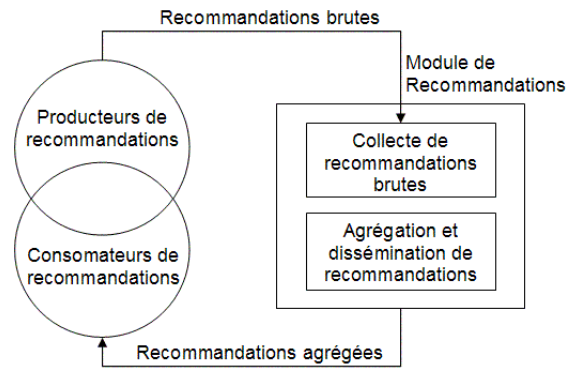 Recommandations brutes
Module de
Recommandations
Producteurs de
recommandations
Collecte de
recommandations
brutes
Consomateurs de
recommandations
Agrégation et
dissémination de
recommandations
Recommandations agrégées